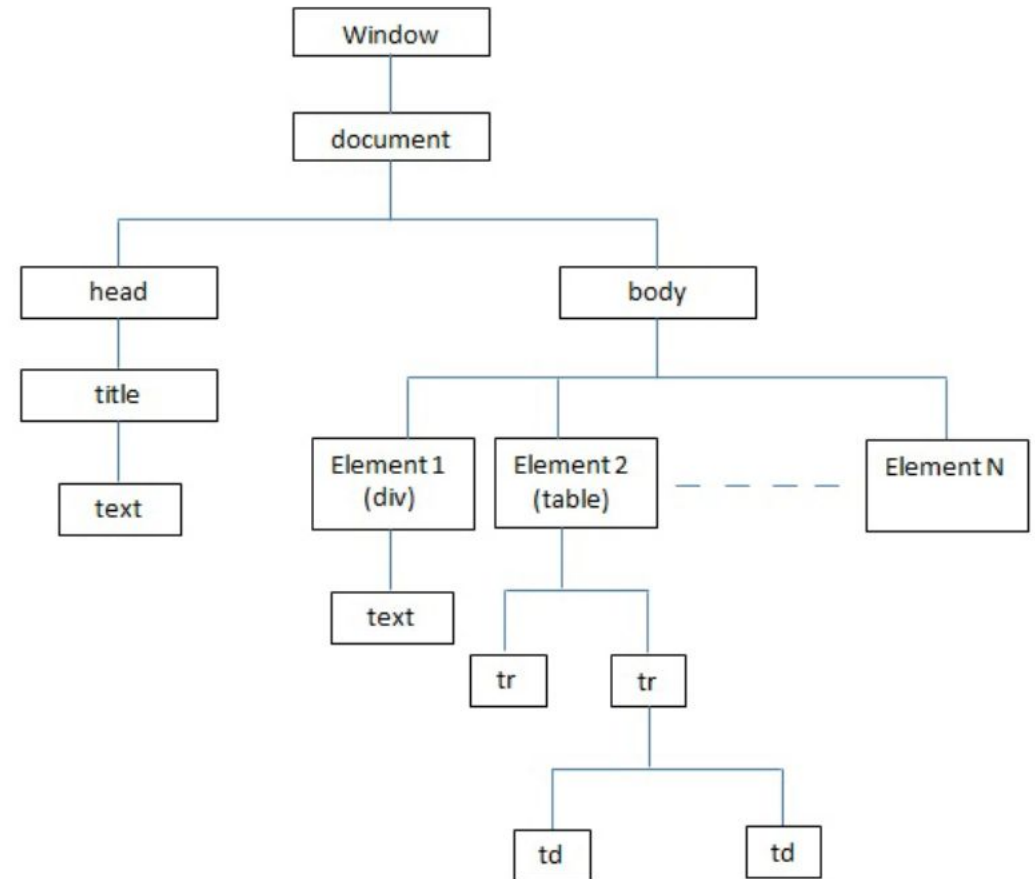 Window
document
head
body
title
Element 1
(div)
Element 2
(table)
Element N
text
text
tr
tr
td
td